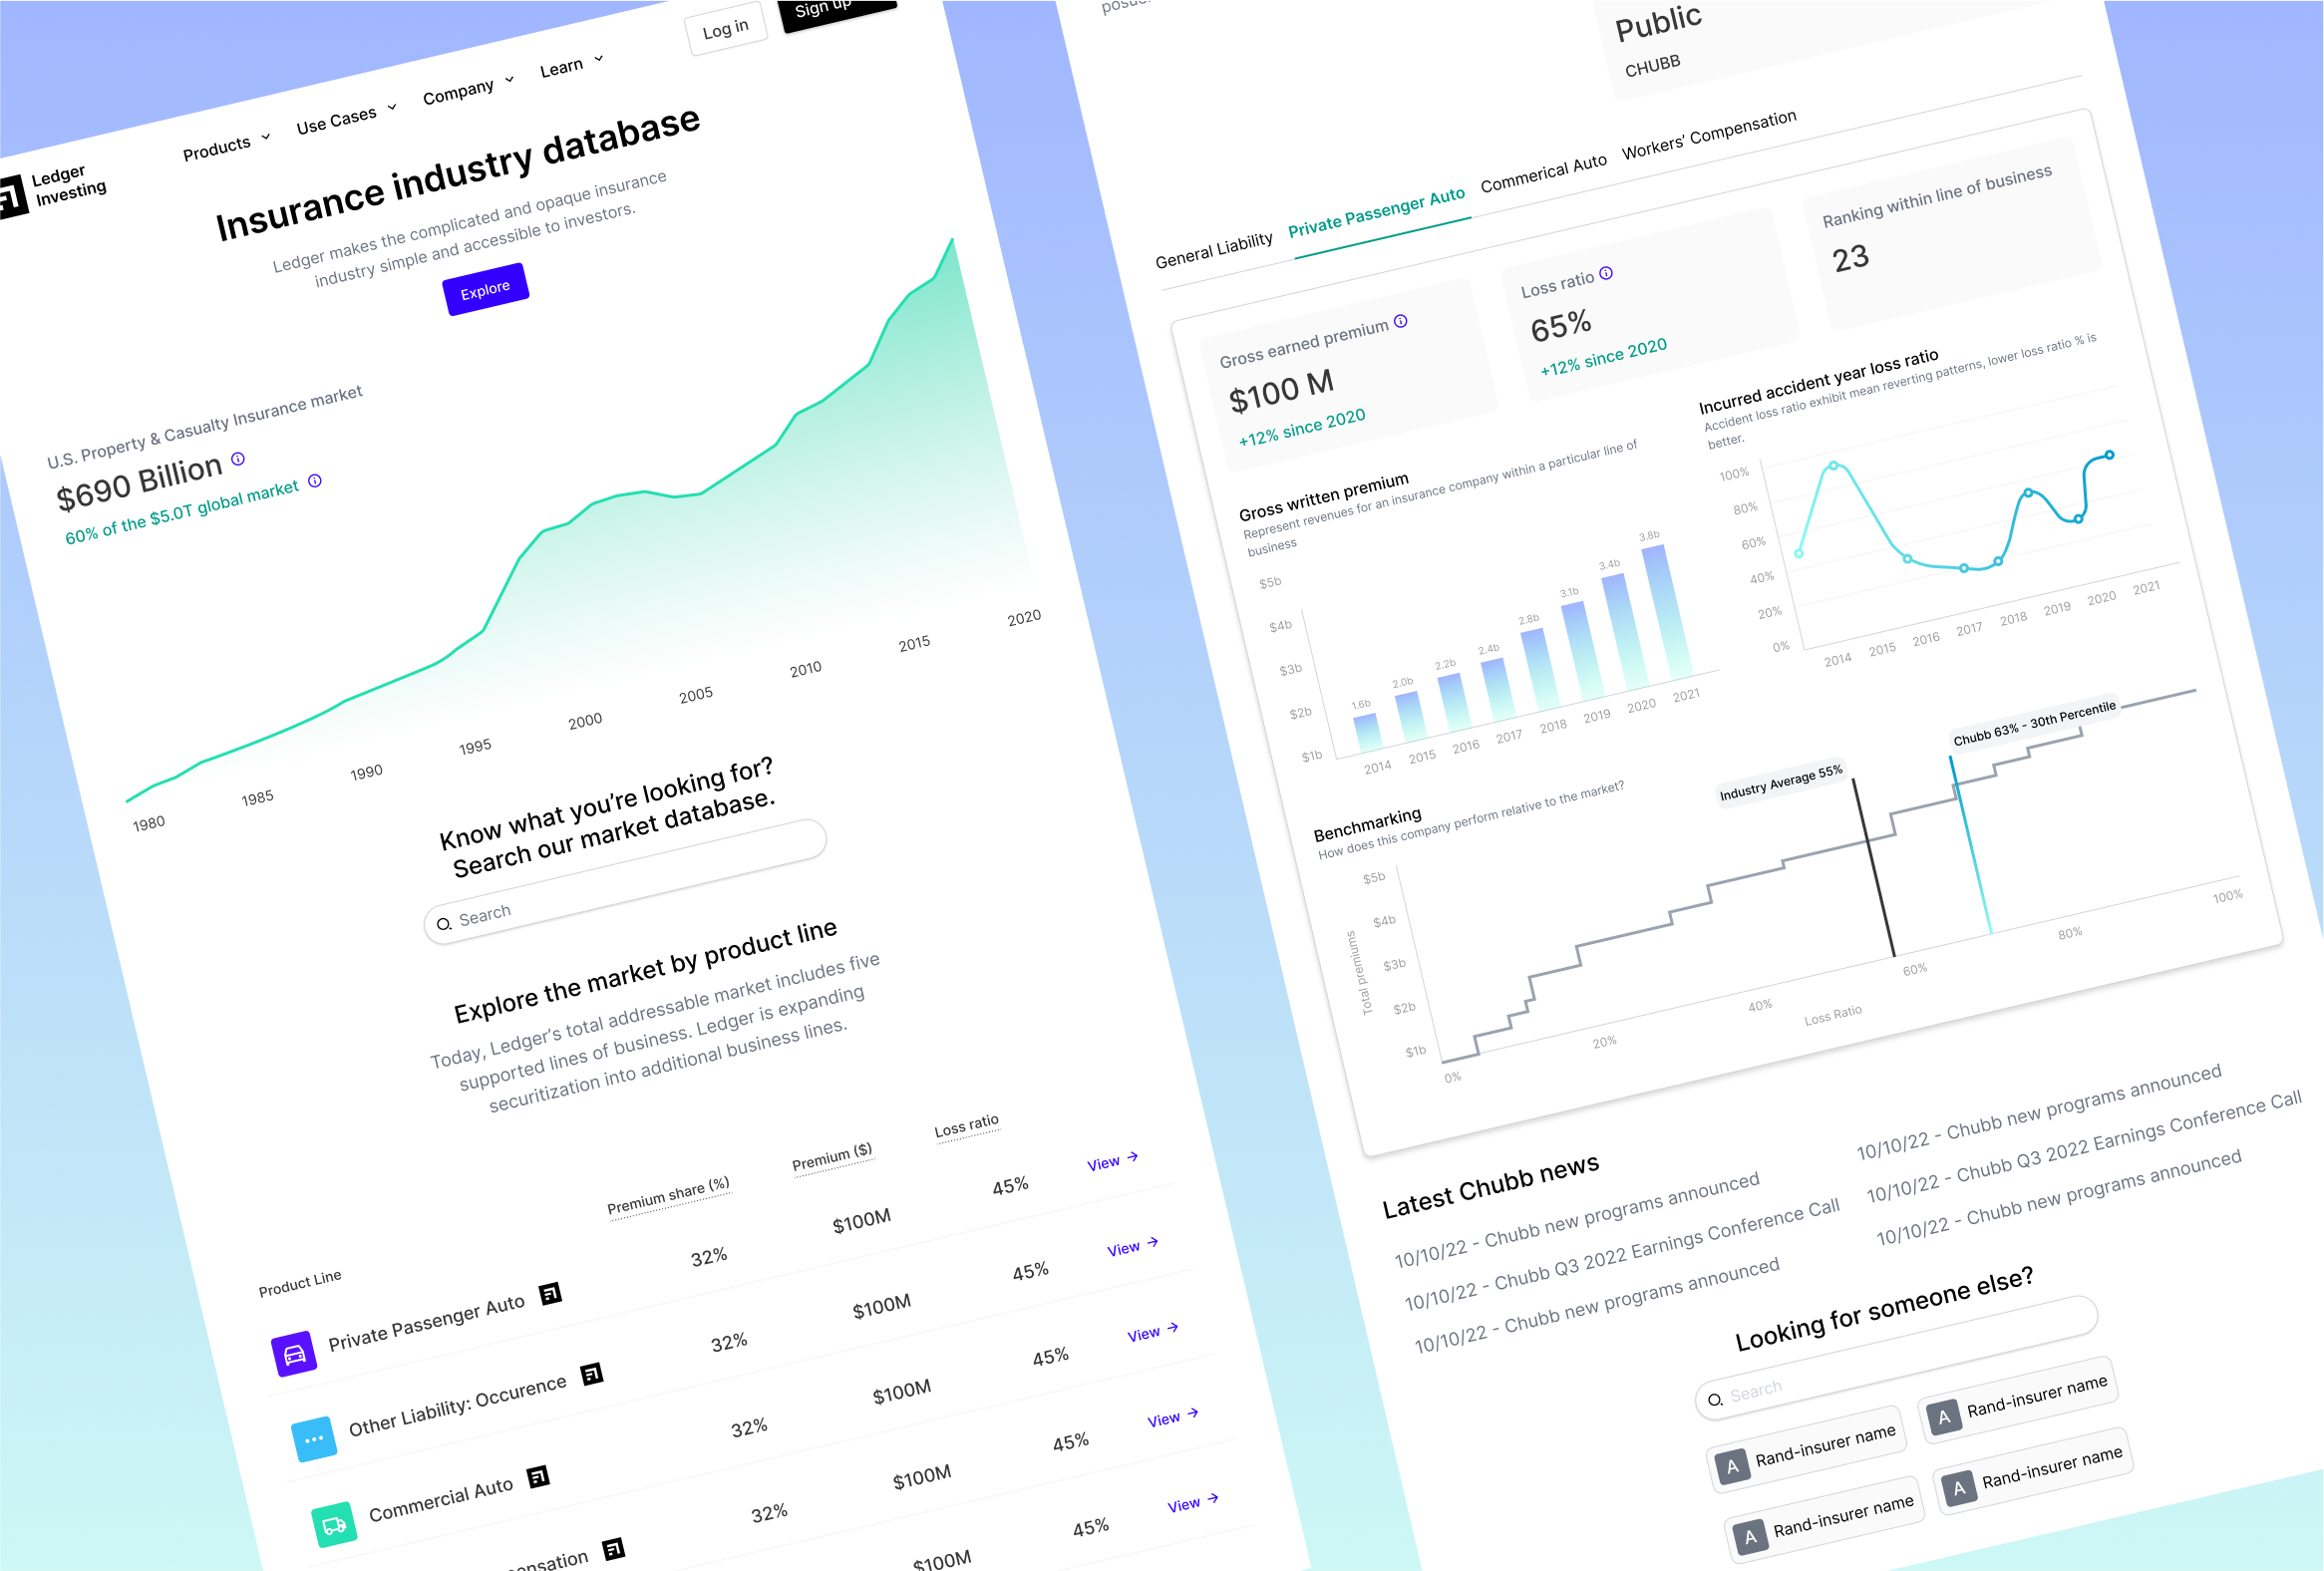 Ledger
Investing
Products
Use Cases
Company
Learn
Log in
Sign up
Insurance industry database
Ledger makes the complicated and opaque insurance
industry simple and accessible to investors.
Explore
U.S. Property & Casualty Insurance market
$690 Billion
60% of the $5.0T global market
1980
1985
1990
1995
2000
2005
2010
2015
2020
Know what you’re looking for?
Search our market database.
Search
Explore the market by product line
Today, Ledger's total addressable market includes five
supported lines of business. Ledger is expanding
securitization into additional business lines.
Product Line
Premium share (%)
Premium ($)
Loss ratio
Private Passenger Auto
32%
$100M
45%
View →
Other Liability: Occurence
32%
$100M
45%
View →
Commercial Auto
32%
$100M
45%
View →
32%
$100M
45%
View →
$100M
45%
View →
Public
CHUBB
General Liability
Private Passenger Auto
Commerical Auto
Workers’ Compensation
Gross earned premium
$100 M
+12% since 2020
Loss ratio
65%
+12% since 2020
Ranking within line of business
23
Gross written premium
Represent revenues for an insurance company within a particular line of
business
$5b
$4b
$3b
$2b
$1b
1.6b
2.0b
2.2b
2.4b
2.8b
3.1b
3.4b
3.8b
2014
2015
2016
2017
2018
2019
2020
2021
Incurred accident year loss ratio
Accident loss ratio exhibit mean reverting patterns, lower loss ratio % is
better.
100%
80%
60%
40%
20%
0%
2014
2015
2016
2017
2018
2019
2020
2021
Benchmarking
How does this company perform relative to the market?
Industry Average 55%
Chubb 63% - 30th Percentile
Total premiums
$5b
$4b
$3b
$2b
$1b
0%
20%
40%
60%
80%
100%
Loss Ratio
Latest Chubb news
10/10/22 - Chubb new programs announced
10/10/22 - Chubb Q3 2022 Earnings Conference Call
10/10/22 - Chubb new programs announced
10/10/22 - Chubb new programs announced
10/10/22 - Chubb Q3 2022 Earnings Conference Call
10/10/22 - Chubb new programs announced
Looking for someone else?
Search
A Rand-insurer name
A Rand-insurer name
A Rand-insurer name
A Rand-insurer name